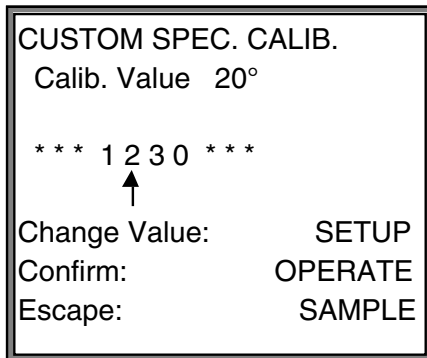 CUSTOM SPEC. CALIB.
Calib. Value 20°
* * * 1 2 3 0 * * *
Change Value: SETUP
Confirm: OPERATE
Escape: SAMPLE